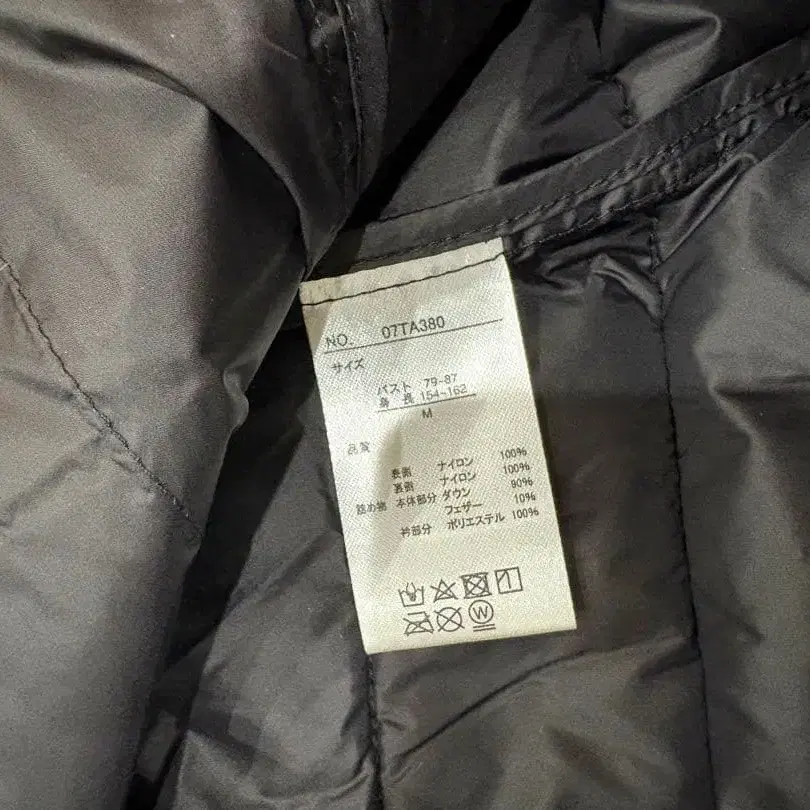 NO. 07TA380
サイズ
バスト 79-87
身 長 154-162
M
品質
表側 ナイロン 100%
裏側 ナイロン 100%
詰め物 本体部分 ダウン 90%
フェザー 10%
衿部分 ポリエステル 100%
W